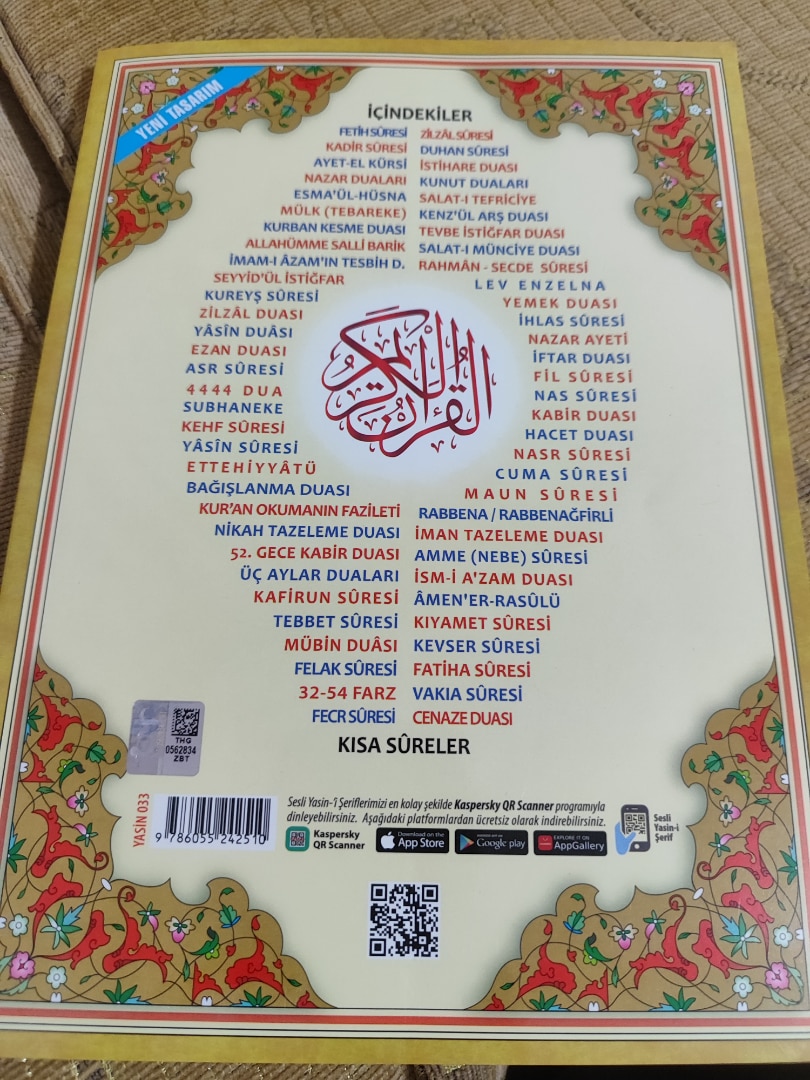 YENİ TASARIM
İÇİNDEKİLER
FETİH SÛRESİ ZİLZÂL SÛRESİ
KADİR SÛRESİ DUHAN SÛRESİ
AYET-EL KÜRSİ İSTİHARE DUASI
NAZAR DUALARI KUNUT DUALARI
ESMA'ÜL-HÜSNA SALAT-I TEFRİCİYE
MÜLK (TEBAREKE) KENZ'ÜL ARŞ DUASI
KURBAN KESME DUASI TEVBE İSTİĞFAR DUASI
ALLAHÜMME SALLİ BARİK SALAT-I MÜNCİYE DUASI
İMAM-I ÂZAM'IN TESBİH D. RAHMÂN - SECDE SÛRESİ
SEYYİD'ÜL İSTİĞFAR LEV ENZELNA
KUREYŞ SÛRESİ YEMEK DUASI
ZİLZÂL DUASI İHLAS SÛRESİ
YÂSİN DUÂSI NAZAR AYETİ
EZAN DUASI İFTAR DUASI
ASR SÛRESİ FİL SÛRESİ
4444 DUA NAS SÛRESİ
SUBHANEKE KABİR DUASI
KEHF SÛRESİ HACET DUASI
YÂSİN SÛRESİ NASR SÛRESİ
ETTEHİYYÂTÜ CUMA SÛRESİ
BAĞIŞLANMA DUASI MAUN SÛRESİ
القرآن الكريم
KUR'AN OKUMANIN FAZİLETİ RABBENA / RABBENAĞFİRLİ
NİKAH TAZELEME DUASI İMAN TAZELEME DUASI
52. GECE KABİR DUASI AMME (NEBE) SÛRESİ
ÜÇ AYLAR DUALARI İSM-İ A'ZAM DUASI
KAFİRUN SÛRESİ ÂMEN'ER-RASÛLÜ
TEBBET SÛRESİ KIYAMET SÛRESİ
MÜBİN DUÂSI KEVSER SÛRESİ
FELAK SÛRESİ FATİHA SÛRESİ
32-54 FARZ VAKIA SÛRESİ
FECR SÛRESİ CENAZE DUASI
KISA SÛRELER
THG
0562834
ZBT
YASİN 033
9 786055 242510
Sesli Yasin-î Şeriflerimizi en kolay şekilde Kaspersky QR Scanner programıyla
dinleyebilirsiniz. Aşağıdaki platformlardan ücretsiz olarak indirebilirsiniz.
Kaspersky
QR Scanner
Download on the
App Store
Google play
EXPLORE IT ON
AppGallery
Sesli
Yasin-i
Şerif